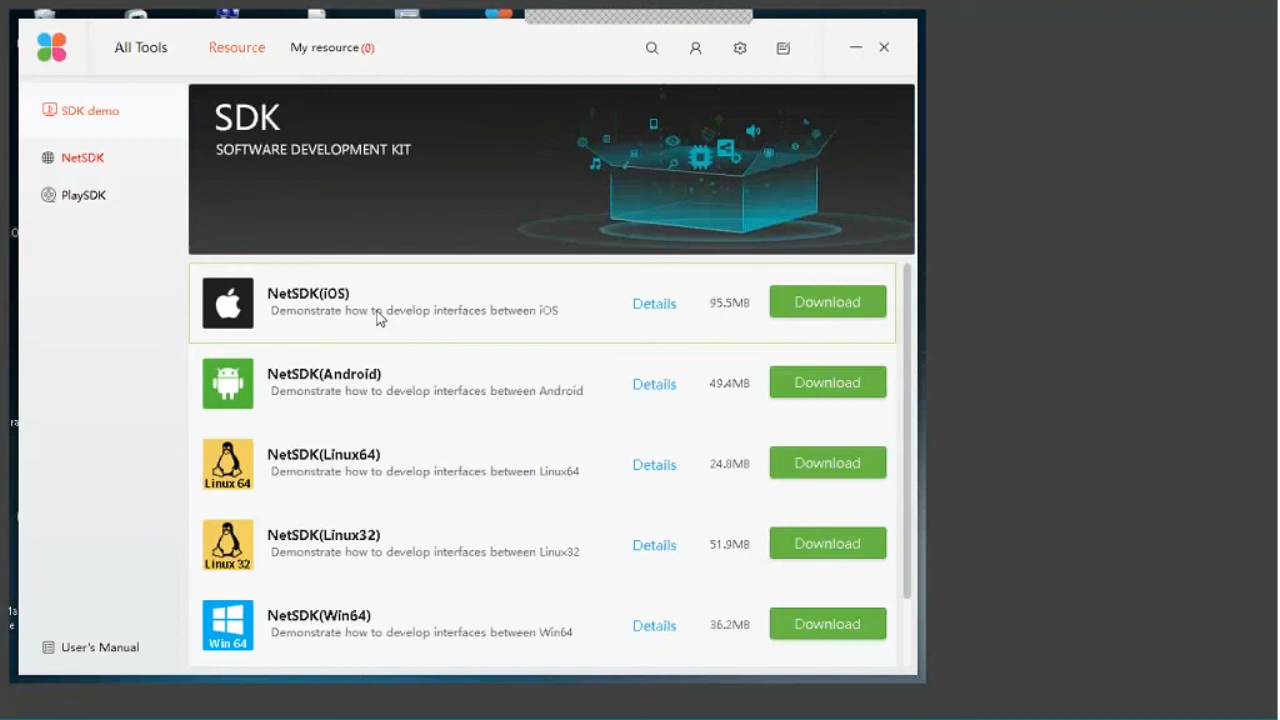 All Tools
Resource
My resource(0)
SDK demo
NetSDK
PlaySDK
User's Manual
SDK
SOFTWARE DEVELOPMENT KIT
NetSDK(iOS)
Demonstrate how to develop interfaces between iOS
Details
95.5MB
Download
NetSDK(Android)
Demonstrate how to develop interfaces between Android
Details
49.4MB
Download
Linux 64
NetSDK(Linux64)
Demonstrate how to develop interfaces between Linux64
Details
24.8MB
Download
Linux 32
NetSDK(Linux32)
Demonstrate how to develop interfaces between Linux32
Details
51.9MB
Download
Win 64
NetSDK(Win64)
Demonstrate how to develop interfaces between Win64
Details
36.2MB
Download